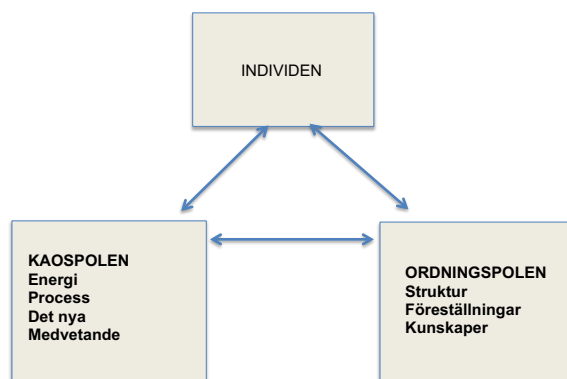 INDIVIDEN
KAOSPOLEN
Energi
Process
Det nya
Medvetande
ORDNINGSPOLEN
Struktur
Föreställningar
Kunskaper